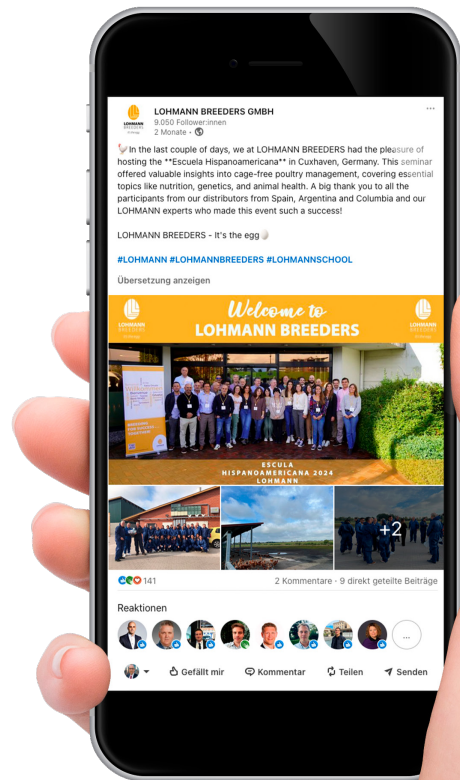 LOHMANN BREEDERS GMBH
9.050 Follower:innen
2 Monate •
In the last couple of days, we at LOHMANN BREEDERS had the pleasure of
hosting the **Escuela Hispanoamericana** in Cuxhaven, Germany. This seminar
offered valuable insights into cage-free poultry management, covering essential
topics like nutrition, genetics, and animal health. A big thank you to all the
participants from our distributors from Spain, Argentina and Columbia and our
LOHMANN experts who made this event such a success!
LOHMANN BREEDERS - It's the egg
#LOHMANN #LOHMANNBREEDERS #LOHMANNSCHOOL
Übersetzung anzeigen
LOHMANN
BREEDERS
Welcome to
LOHMANN BREEDERS
LOHMANN
BREEDERS
ESCULA
HISPANOAMERICANA 2024
LOHMANN
+2
141
2 Kommentare · 9 direkt geteilte Beiträge
Reaktionen
...
Gefällt mir
Kommentar
Teilen
Senden